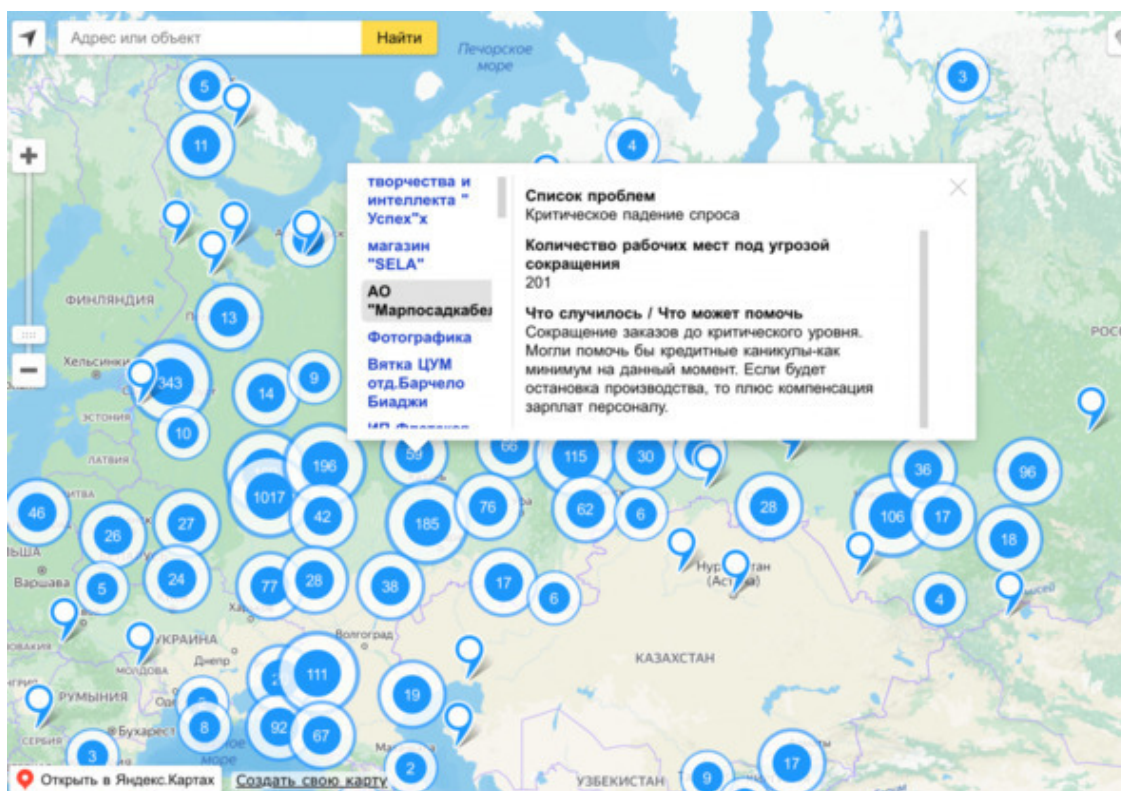 Адрес или объект
Найти
Печорское
море
5
3
11
4
творчества и
интеллекта "
Успех"х
магазин
"SELA"
АО
"Марпосадкабел
Фотографика
Вятка ЦУМ
отд.Барчело
Биаджи
Список проблем
Критическое падение спроса
Количество рабочих мест под угрозой
сокращения
201
Что случилось / Что может помочь
Сокращение заказов до критического уровня.
Могли помочь бы кредитные каникулы-как
минимум на данный момент. Если будет
остановка производства, то плюс компенсация
зарплат персоналу.
ФИНЛЯНДИЯ
13
РОС
Хельсинки
343
14
9
ЭСТОНИЯ
10
ЛАТВИЯ
196
59
66
115
30
36
96
46
1017
42
185
76
62
6
28
106
17
26
27
18
Варшава
5
24
77
28
38
17
6
Нур
тан
(Аст
4
УКРАИНА
Волгоград
МОЛДОВА
Днепр
КАЗАХСТАН
111
РУМЫНИЯ
19
Бухарест
8
92
67
СЕРБИЯ
3
море
2
9
17
УЗБЕКИСТАН
Открыть в Яндекс.Картах
Создать свою карту